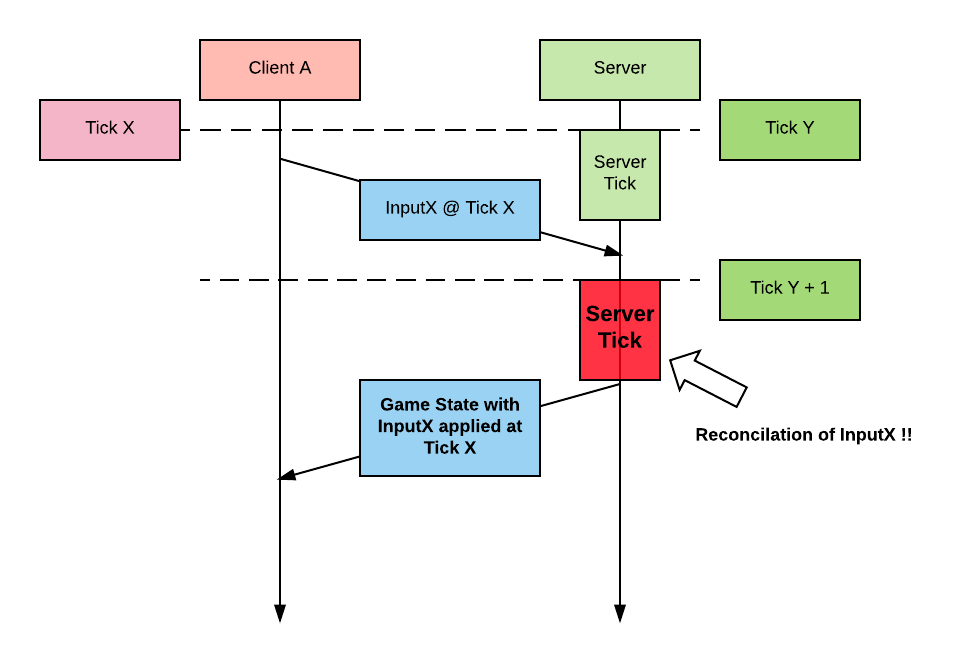 Client A
Server
Tick X
Tick Y
Server
Tick
InputX @ Tick X
Tick Y + 1
Server
Tick
Game State with
InputX applied at
Tick X
Reconcilation of InputX !!